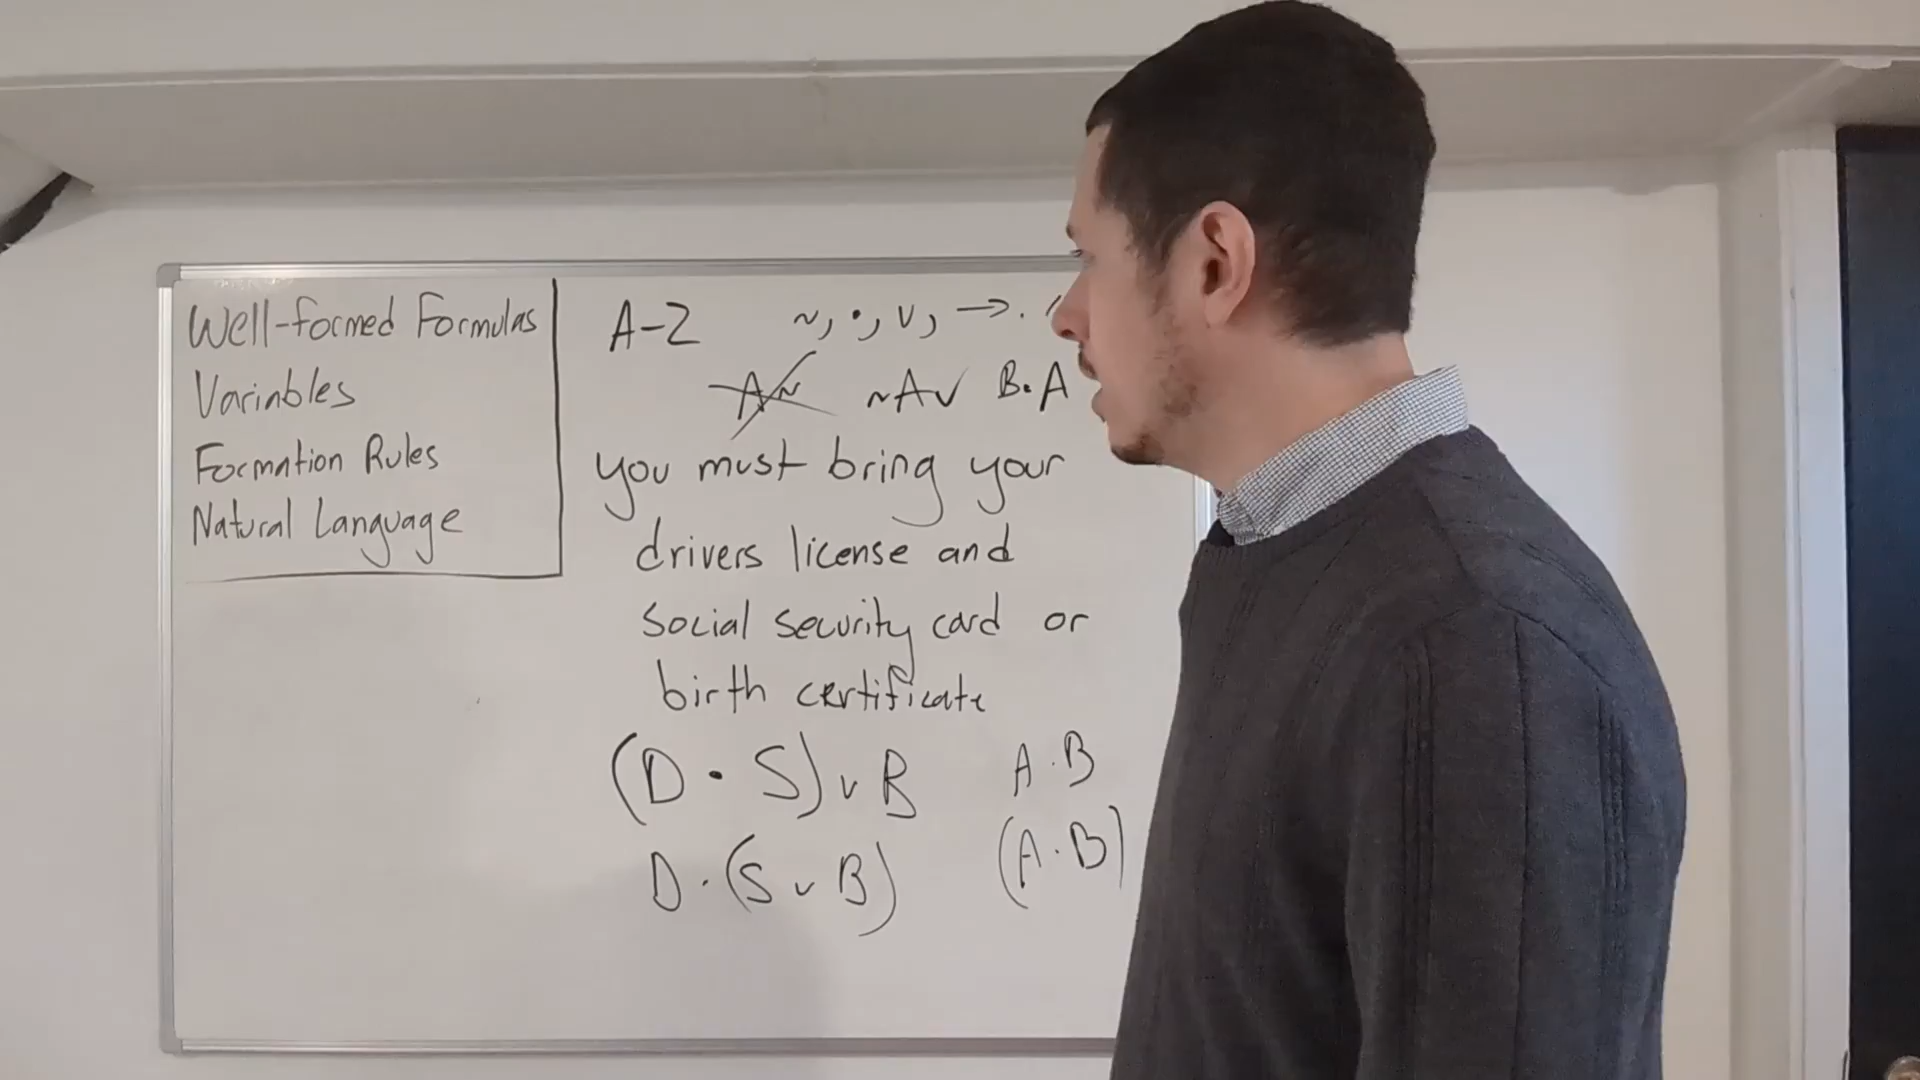 Well-formed Formulas
Variables
Formation Rules
Natural Language
A-Z ~, •, v, →.
A~ ~A✓ B•A
you must bring your
drivers license and
social security card or
birth certificate
(D • S) v B
D • (S v B)
A • B
(A • B)